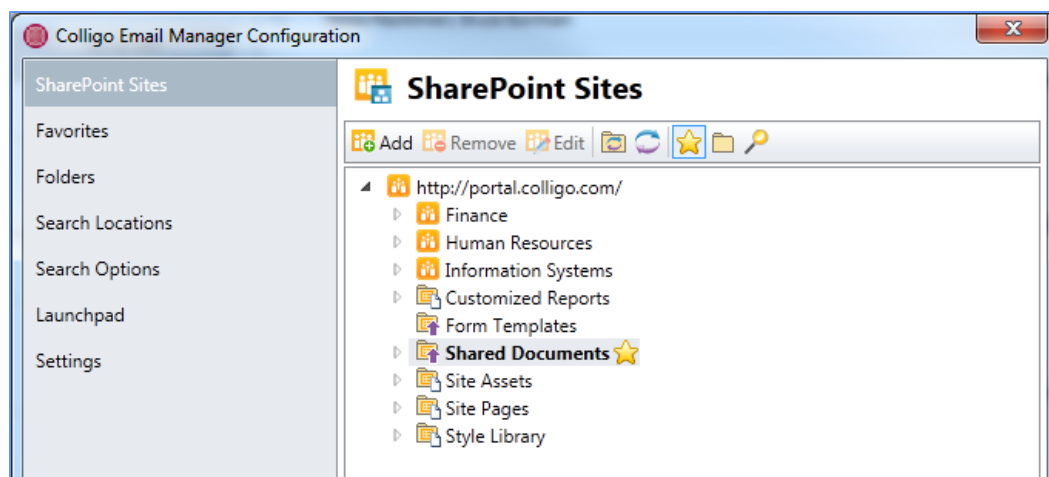 Colligo Email Manager Configuration
SharePoint Sites
Favorites
Folders
Search Locations
Search Options
Launchpad
Settings
SharePoint Sites
Add Remove Edit
http://portal.colligo.com/
Finance
Human Resources
Information Systems
Customized Reports
Form Templates
Shared Documents
Site Assets
Site Pages
Style Library